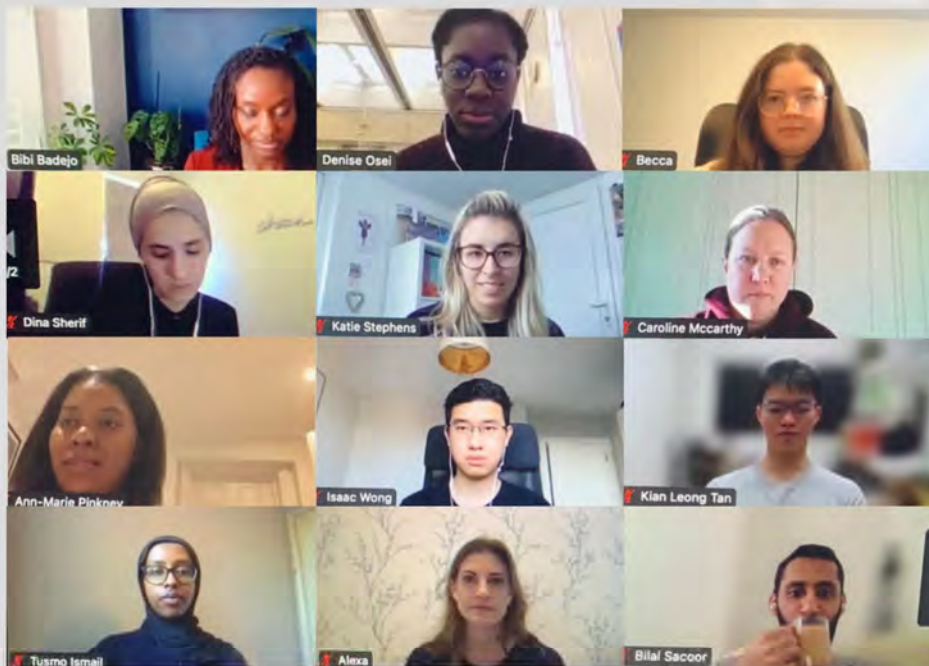 Bibi Badejo
Denise Osei
Becca
/2
Dina Sherif
Katie Stephens
Caroline Mccarthy
Ann-Marie Pinkney
Isaac Wong
Kian Leong Tan
Tusmo Ismail
Alexa
Bilal Sacoor